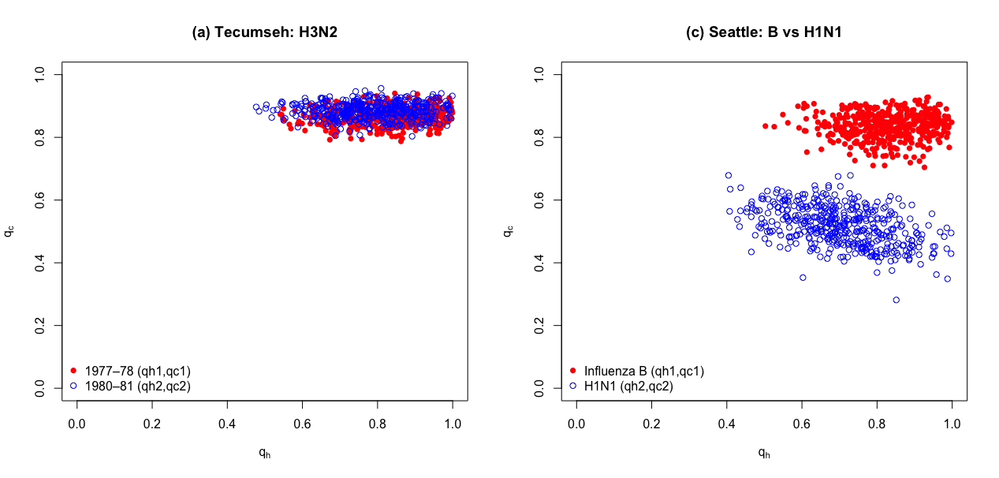 (a) Tecumseh: H3N2
1.0
0.8
0.6
0.4
0.2
0.0
qc
1977–78 (qh1,qc1)
1980–81 (qh2,qc2)
0.0 0.2 0.4 0.6 0.8 1.0
qh
(c) Seattle: B vs H1N1
1.0
0.8
0.6
0.4
0.2
0.0
qc
Influenza B (qh1,qc1)
H1N1 (qh2,qc2)
0.0 0.2 0.4 0.6 0.8 1.0
qh